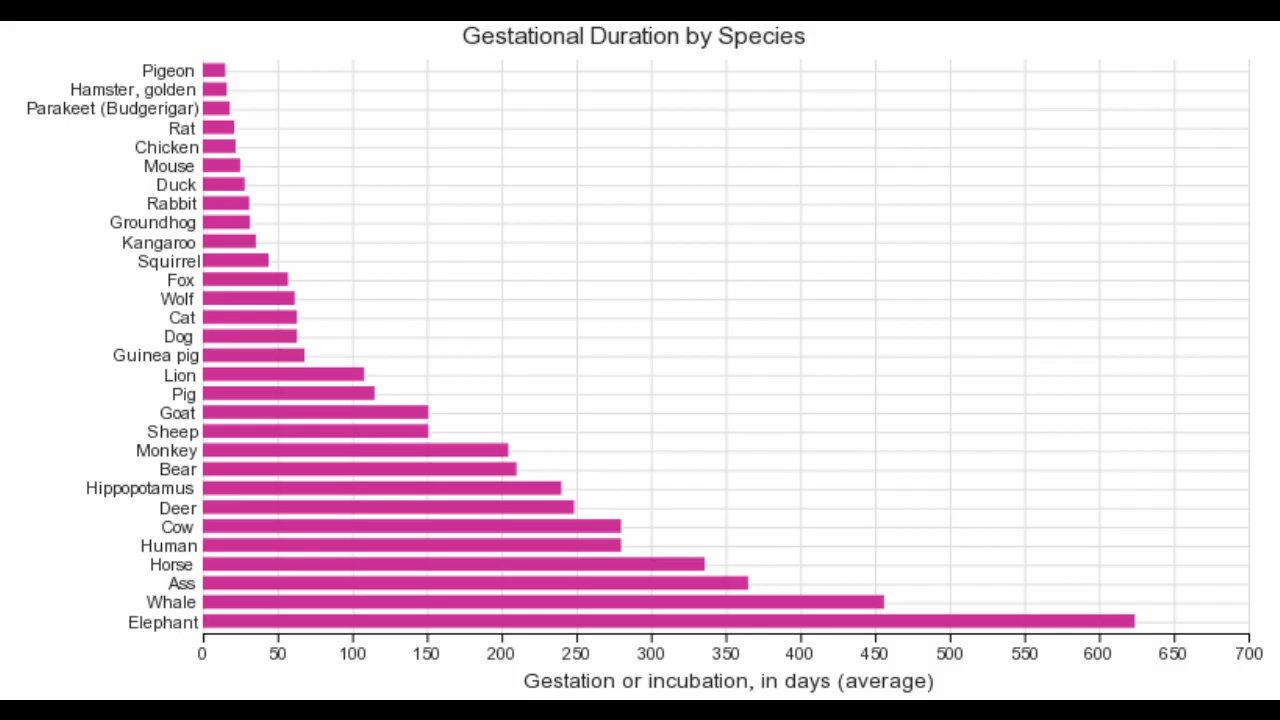 Gestational Duration by Species
Pigeon
Hamster, golden
Parakeet (Budgerigar)
Rat
Chicken
Mouse
Duck
Rabbit
Groundhog
Kangaroo
Squirrel
Fox
Wolf
Cat
Dog
Guinea pig
Lion
Pig
Goat
Sheep
Monkey
Bear
Hippopotamus
Deer
Cow
Human
Horse
Ass
Whale
Elephant
0 50 100 150 200 250 300 350 400 450 500 550 600 650 700
Gestation or incubation, in days (average)